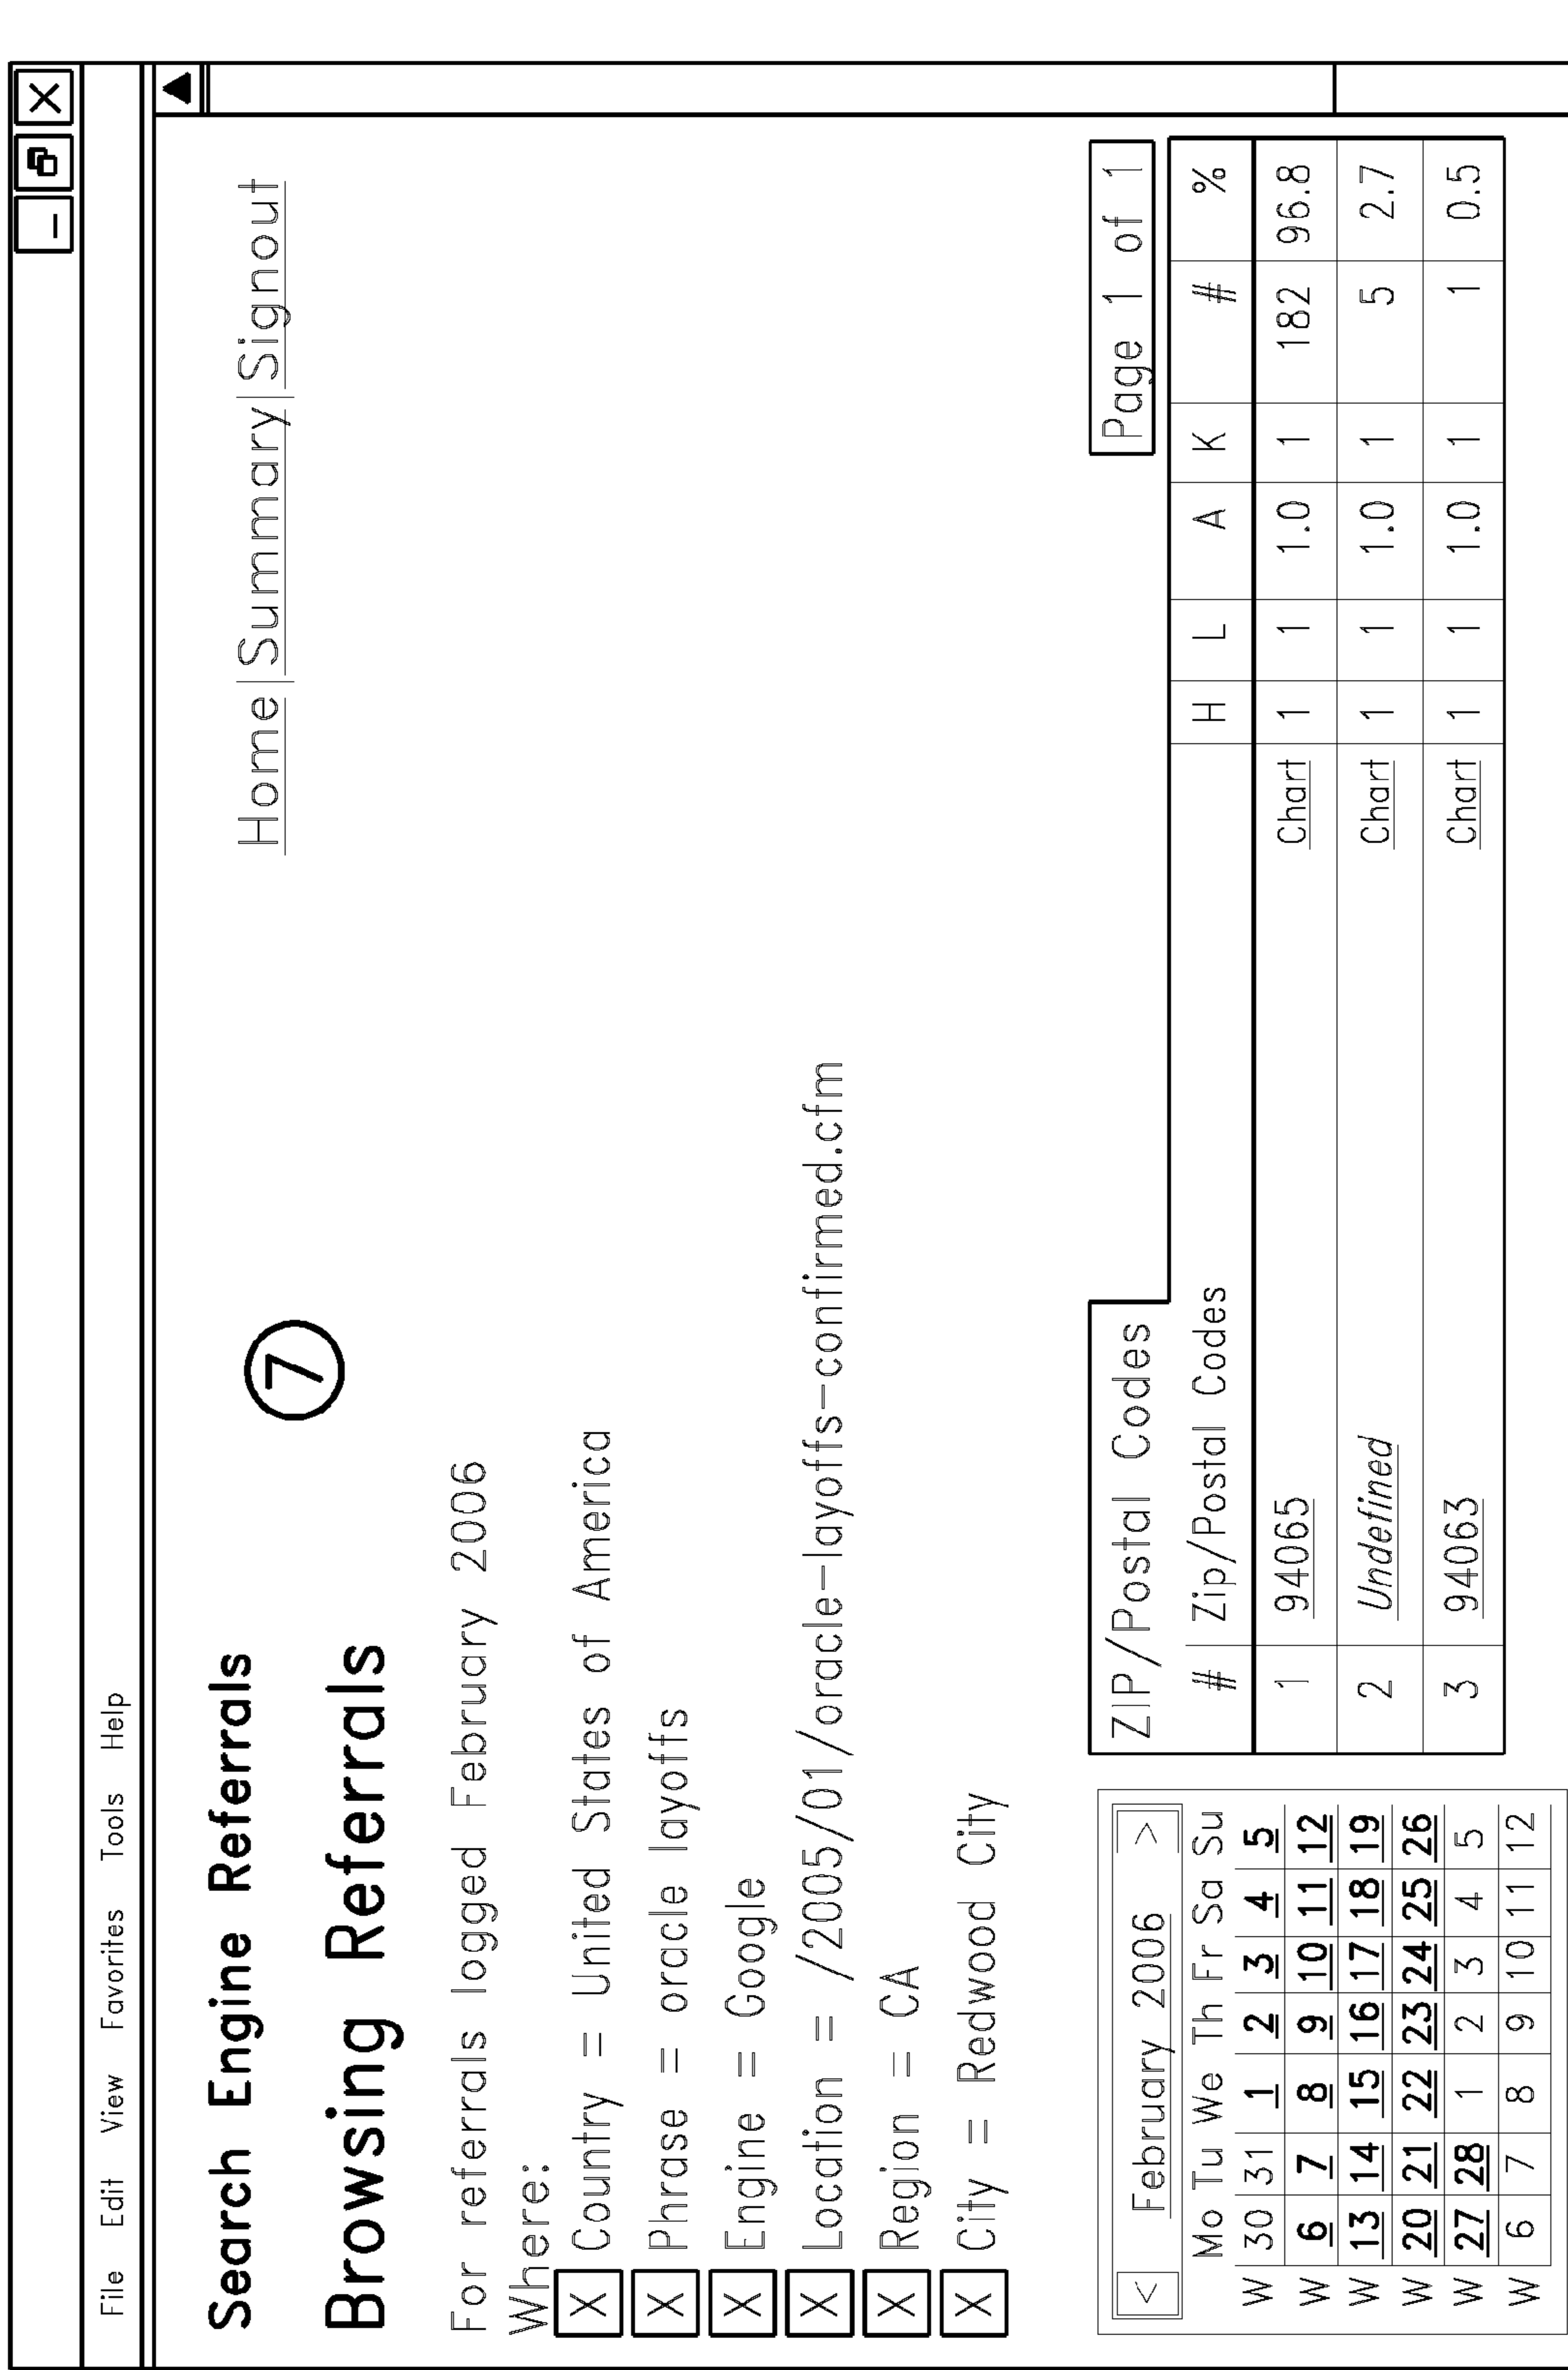 File Edit View Favorites Tools Help
Home|Summary|Signout
Search Engine Referrals
7
Browsing Referrals
For referrals logged February 2006
Where:
X Country = United States of America
X Phrase = oracle layoffs
X Engine = Google
X Location = /2005/01/oracle-layoffs-confirmed.cfm
X Region = CA
X City = Redwood City
< February 2006 >
Mo Tu We Th Fr Sa Su
W 30 31 1 2 3 4 5
W 6 7 8 9 10 11 12
W 13 14 15 16 17 18 19
W 20 21 22 23 24 25 26
W 27 28 1 2 3 4 5
W 6 7 8 9 10 11 12
ZIP/Postal Codes Page 1 of 1
# Zip/Postal Codes H L A K # %
1 94065 Chart 1 1 1.0 1 182 96.8
2 Undefined Chart 1 1 1.0 1 5 2.7
3 94063 Chart 1 1 1.0 1 1 0.5